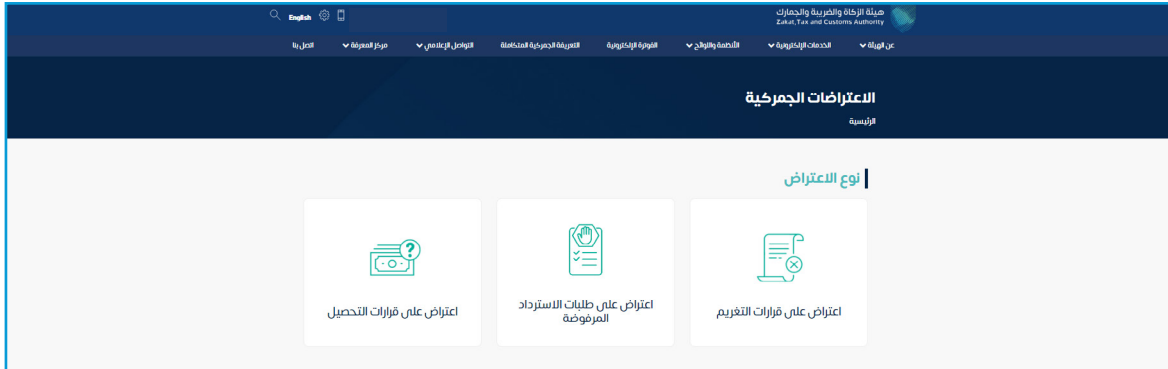 هيئة الزكاة والضريبة والجمارك
Zakat, Tax and Customs Authority
English
عن الهيئة
الخدمات الإلكترونية
الأنظمة واللوائح
الفوترة الإلكترونية
التعريفة الجمركية المتكاملة
التواصل الإعلامي
مركز المعرفة
اتصل بنا
الاعتراضات الجمركية
الرئيسية
نوع الاعتراض
اعتراض على قرارات التغريم
اعتراض على طلبات الاسترداد
المرفوضة
اعتراض على قرارات التحصيل